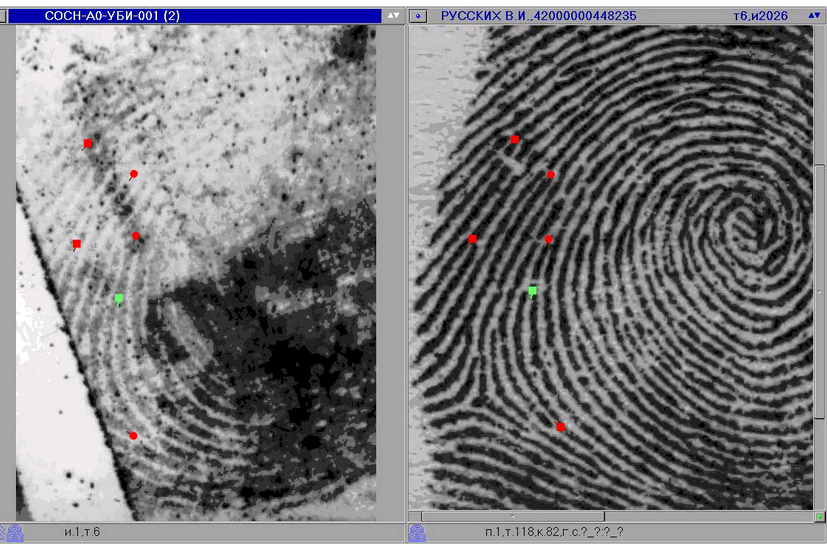 СОСН-А0-УБИ-001 (2)
РУССКИХ В.И.,42000000448235 т6,и2026
и.1,т.6
п.1,т.118,к.82,г.с.?_?.?_?